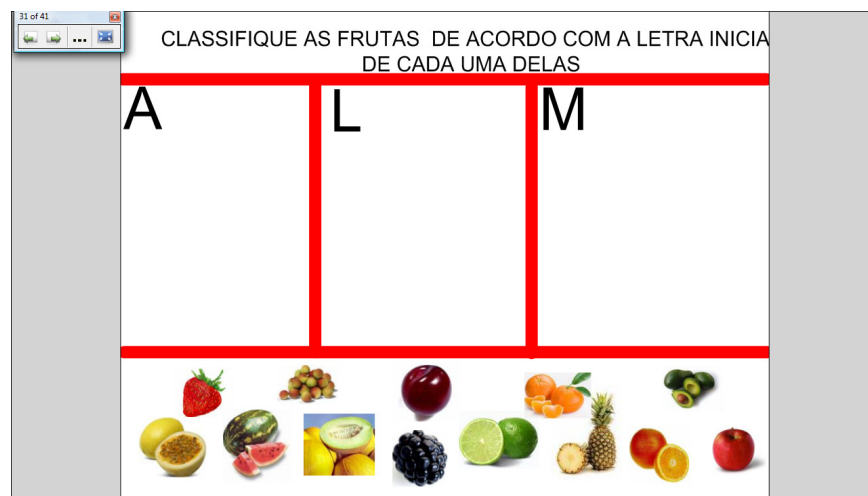 31 of 41
CLASSIFIQUE AS FRUTAS DE ACORDO COM A LETRA INICIA
DE CADA UMA DELAS
A
L
M